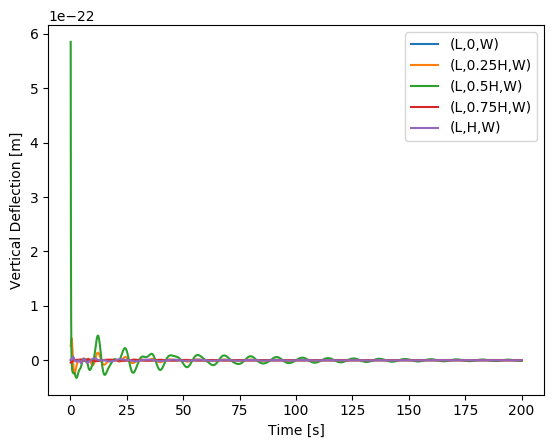 1e−22
6
5
4
3
2
1
0
Vertical Deflection [m]
(L,0,W)
(L,0.25H,W)
(L,0.5H,W)
(L,0.75H,W)
(L,H,W)
0 25 50 75 100 125 150 175 200
Time [s]